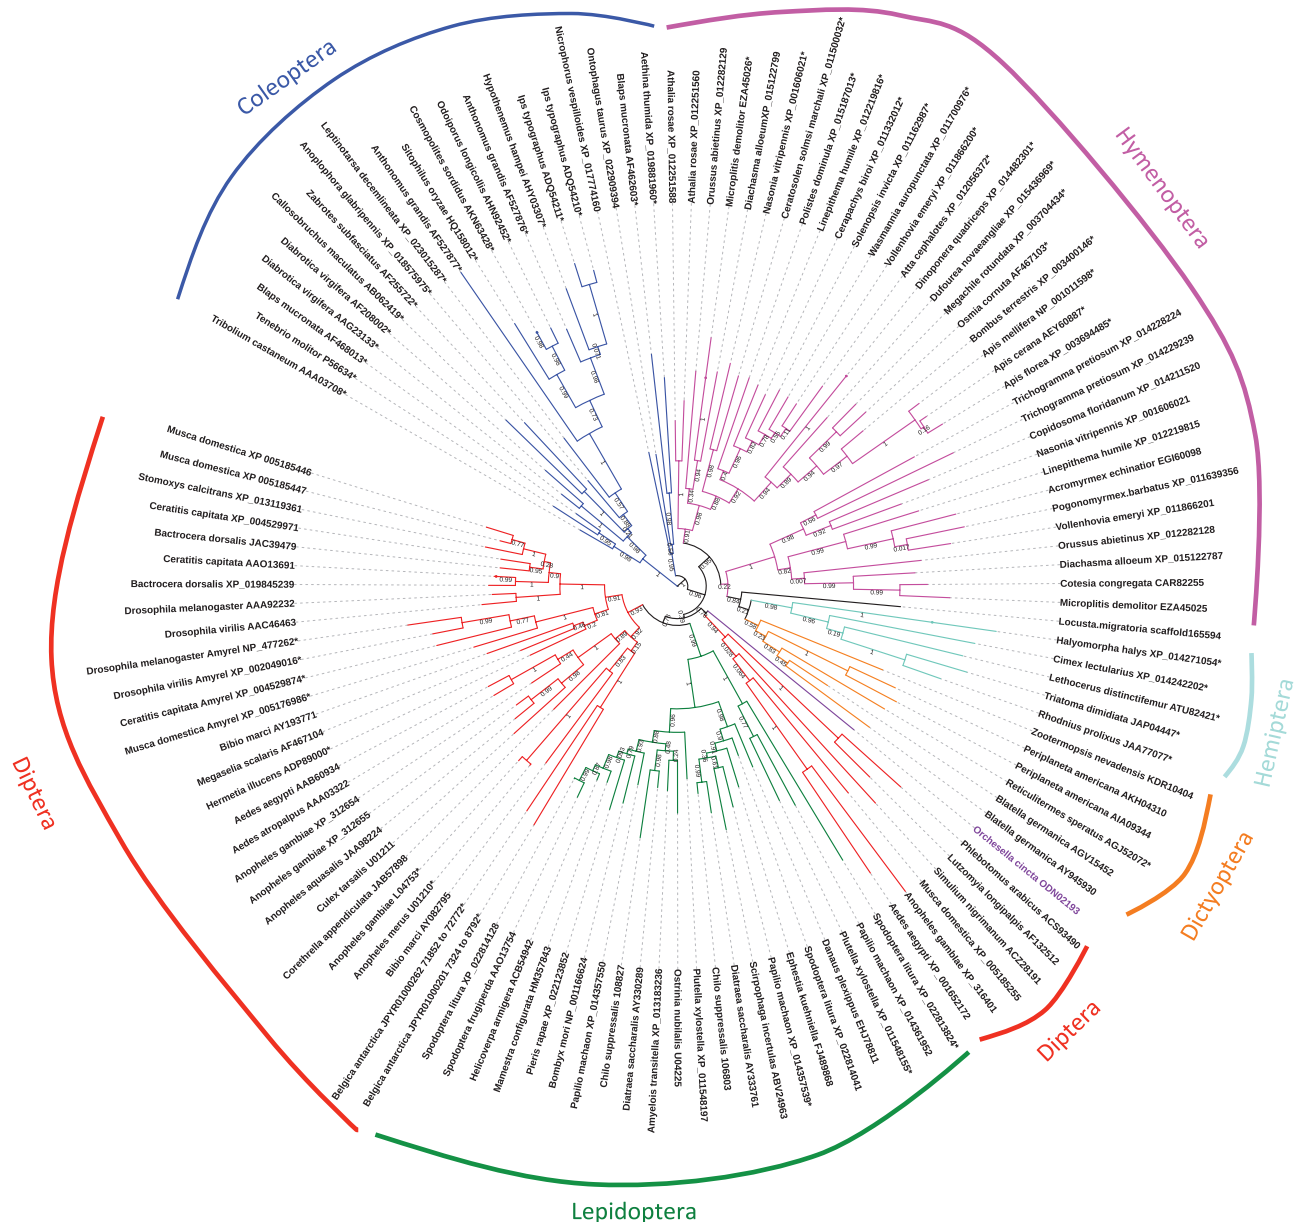 Coleoptera
Hymenoptera
Hemiptera
Dictyoptera
Diptera
Lepidoptera
Diptera
Tribolium castaneum AAA03708*
Tenebrio molitor P56634*
Blaps mucronata AF468013*
Diabrotica virgifera AAG23133*
Diabrotica virgifera AF208002*
Callosobruchus maculatus AB062419*
Zabrotes subfasciatus AF255722*
Anoplophora glabripennis XP_018575975*
Leptinotarsa decemlineata XP_023015287*
Anthonomus grandis AF527877*
Sitophilus oryzae HQ158012*
Cosmopolites sordidus AKN63428*
Odoiporus longicollis AHN92452*
Anthonomus grandis AF527876*
Hypothenemus hampei AHY03307*
Ips typographus ADQ54211*
Ips typographus ADQ54210*
Nicrophorus vespilloides XP_017774160
Ontophagus taurus XP_022909394
Blaps mucronata AF462603*
Aethina thumida XP_019881960*
Athalia rosae XP_012251588
Athalia rosae XP_012251560
Orussus abietinus XP_012282129
Microplitis demolitor EZA45026*
Diachasma alloeumXP_015122799
Nasonia vitripennis XP_001606021*
Ceratosolen solmsi marchali XP_011500032*
Polistes dominula XP_015187013*
Linepithema humile XP_012219816*
Cerapachys biroi XP_011332012*
Solenopsis invicta XP_011162987*
Wasmannia auropunctata XP_011700976*
Vollenhovia emeryi XP_011866200*
Atta cephalotes XP_012056372*
Dinoponera quadriceps XP_014482301*
Dufourea novaeangliae XP_015436969*
Megachile rotundata XP_003704434*
Osmia cornuta AF467103*
Bombus terrestris XP_003400146*
Apis mellifera NP_001011598*
Apis cerana AEY60887*
Apis florea XP_003694485*
Trichogramma pretiosum XP_014228224
Trichogramma pretiosum XP_014229239
Copidosoma floridanum XP_014211520
Nasonia vitripennis XP_001606021
Linepithema humile XP_012219815
Acromyrmex echinatior EGI60098
Pogonomyrmex.barbatus XP_011639356
Vollenhovia emeryi XP_011866201
Orussus abietinus XP_012282128
Diachasma alloeum XP_015122787
Cotesia congregata CAR82255
Microplitis demolitor EZA45025
Locusta.migratoria scaffold165594
Halyomorpha halys XP_014271054*
Cimex lectularius XP_014242202*
Lethocerus distinctifemur ATU82421*
Triatoma dimidiata JAP04447*
Rhodnius prolixus JAA77077*
Zootermopsis nevadensis KDR10404
Periplaneta americana AKH04310
Periplaneta americana AIA09344
Reticulitermes speratus AGJ52072*
Blatella germanica AGV15452
Blatella germanica AY945930
Orchesella cincta ODN02193
Phlebotomus arabicus ACS93490
Lutzomyia longipalpis AF132512
Simulium nigrimanum ACZ28191
Musca domestica XP_005185255
Anopheles gambiae XP_316401
Aedes aegypti XP_001652172
Spodoptera litura XP_022813824*
Papilio machaon XP_014361952
Plutella xylostella XP_011548155*
Danaus plexippus EHJ78811
Spodoptera litura XP_022814041
Ephestia kuehniella FJ489868
Papilio machaon XP_014357539*
Scirpophaga incertulas ABV24963
Diatraea saccharalis AY333761
Chilo suppressalis 106803
Plutella xylostella XP_011548197
Ostrinia nubilalis U04225
Amyelois transitella XP_013183236
Diatraea saccharalis AY330289
Chilo suppressalis 108827
Papilio machaon XP_014357550
Bombyx mori NP_001166624
Pieris rapae XP_022123852
Mamestra configurata HM357843
Helicoverpa armigera ACB54942
Spodoptera frugiperda AAO13754
Spodoptera litura XP_022814128
Belgica antarctica JPYR01000201 7324 to 8792*
Belgica antarctica JPYR01000262 71852 to 72772*
Bibio marci AY082795
Anopheles merus U01210*
Anopheles gambiae L04753*
Corethrella appendiculata JAB57898
Culex tarsalis U01211
Anopheles aquasalis JAA98224
Anopheles gambiae XP_312655
Anopheles gambiae XP_312654
Aedes atropalpus AAA03322
Aedes aegypti AAB60934
Hermetia illucens ADP89000*
Megaselia scalaris AF467104
Bibio marci AY193771
Musca domestica Amyrel XP_005176986*
Ceratitis capitata Amyrel XP_004529874*
Drosophila virilis Amyrel XP_002049016*
Drosophila melanogaster Amyrel NP_477262*
Drosophila virilis AAC46463
Drosophila melanogaster AAA92232
Bactrocera dorsalis XP_019845239
Ceratitis capitata AAO13691
Bactrocera dorsalis JAC39479
Ceratitis capitata XP_004529971
Stomoxys calcitrans XP_013119361
Musca domestica XP 005185447
Musca domestica XP 005185446